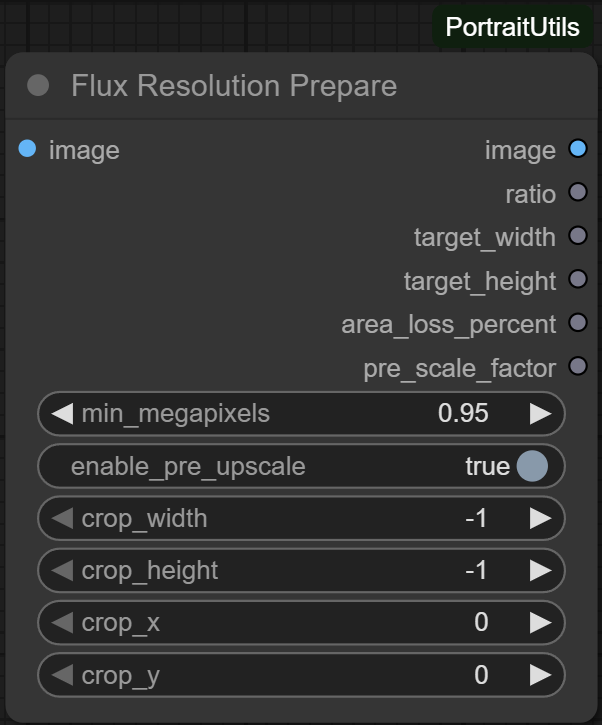 PortraitUtils
Flux Resolution Prepare
image image
ratio
target_width
target_height
area_loss_percent
pre_scale_factor
min_megapixels 0.95
enable_pre_upscale true
crop_width -1
crop_height -1
crop_x 0
crop_y 0